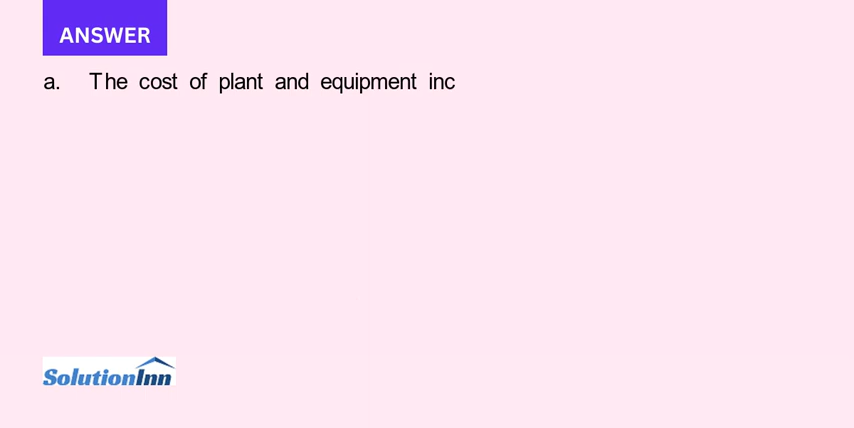 ANSWER
a. The cost of plant and equipment inc
SolutionInn